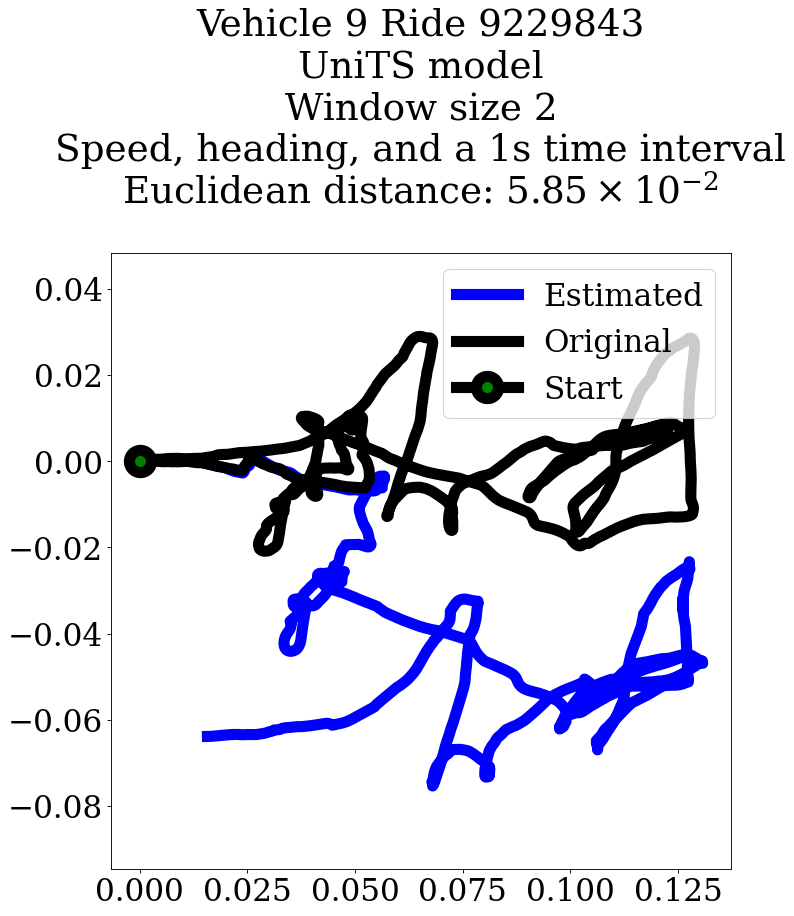 Vehicle 9 Ride 9229843
UniTS model
Window size 2
Speed, heading, and a 1s time interval
Euclidean distance: 5.85 × 10⁻²
Estimated
Original
Start
0.04
0.02
0.00
−0.02
−0.04
−0.06
−0.08
0.000 0.025 0.050 0.075 0.100 0.125